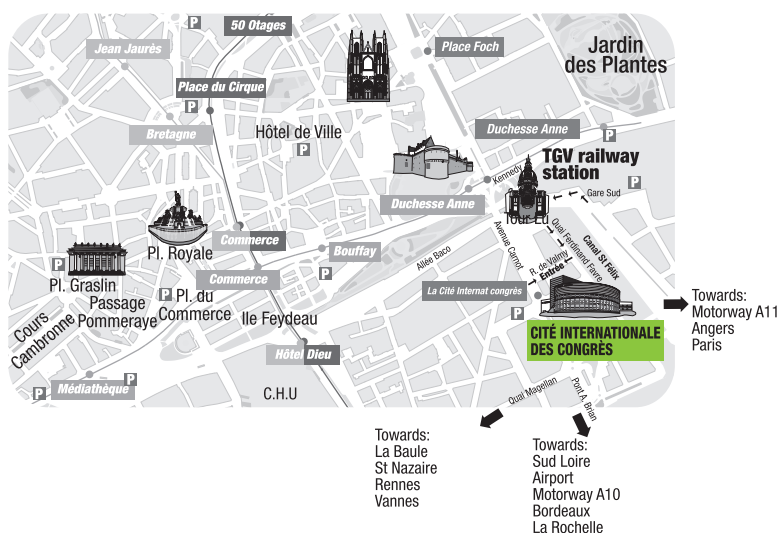 50 Otages
P
Jean Jaurès
Place Foch
Jardin
des Plantes
P
Place du Cirque
Bretagne
Hôtel de Ville
P
Duchesse Anne
P
TGV railway
station
Kennedy
Gare Sud
P
Duchesse Anne
Tour LU
Pl. Royale
Commerce
Bouffay
Allée Baco
Avenue Carnot
Quai Ferdinand Favre
Canal St Félix
R. de Valmy
Entrée
P
Pl. Graslin
Commerce
P
La Cité Internat congrès
P
Passage
Pommeraye
P
Pl. du
Commerce
Ile Feydeau
Cours
Cambronne
CITÉ INTERNATIONALE
DES CONGRÈS
Towards:
Motorway A11
Angers
Paris
Hôtel Dieu
Médiathèque
P
P
C.H.U
Quai Magellan
Pont A. Brian
Towards:
La Baule
St Nazaire
Rennes
Vannes
Towards:
Sud Loire
Airport
Motorway A10
Bordeaux
La Rochelle